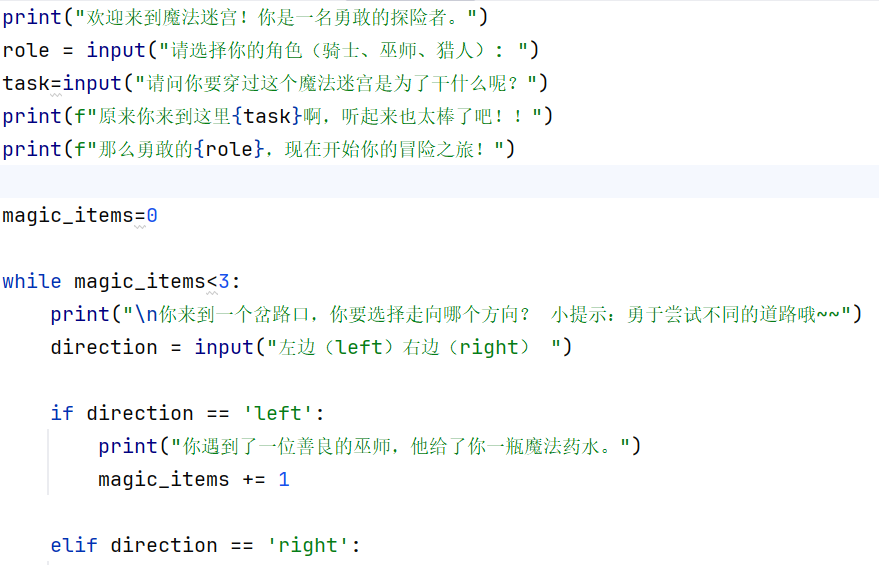 print("欢迎来到魔法迷宫！你是一名勇敢的探险者。")
role = input("请选择你的角色（骑士、巫师、猎人）: ")
task=input("请问你要穿过这个魔法迷宫是为了干什么呢？")
print(f"原来你来到这里{task}啊，听起来也太棒了吧！！")
print(f"那么勇敢的{role}，现在开始你的冒险之旅！")
magic_items=0
while magic_items<3:
    print("\n你来到一个岔路口，你要选择走向哪个方向？ 小提示：勇于尝试不同的道路哦~~")
    direction = input("左边（left）右边（right） ")
    if direction == 'left':
        print("你遇到了一位善良的巫师，他给了你一瓶魔法药水。")
        magic_items += 1
    elif direction == 'right':